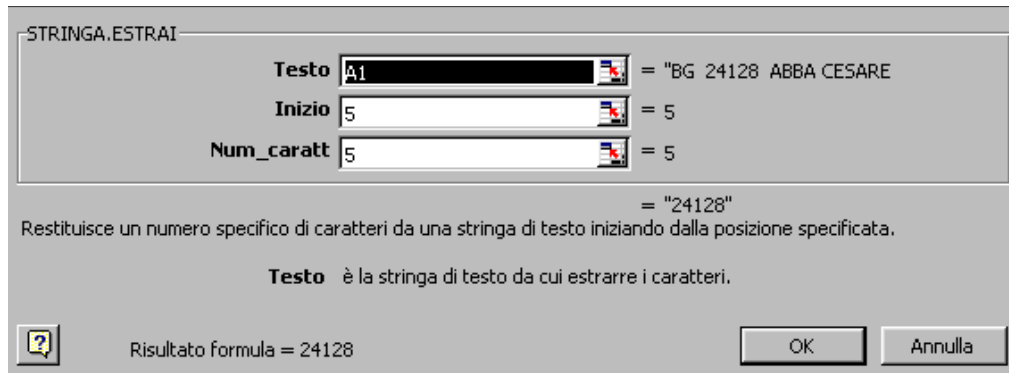 STRINGA.ESTRAI
Testo A1 = "BG  24128  ABBA CESARE
Inizio 5 = 5
Num_caratt 5 = 5
= "24128"
Restituisce un numero specifico di caratteri da una stringa di testo iniziando dalla posizione specificata.
Testo è la stringa di testo da cui estrarre i caratteri.
? Risultato formula = 24128 OK Annulla